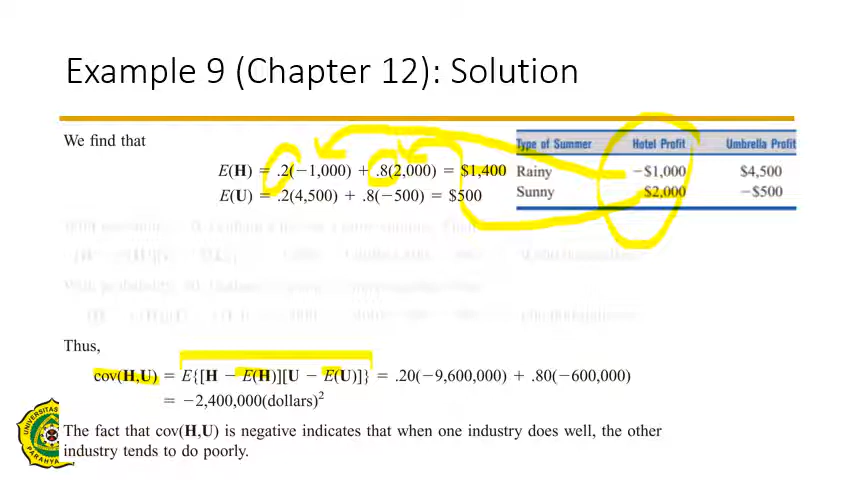 Example 9 (Chapter 12): Solution
We find that
E(H) = .2(−1,000) + .8(2,000) = $1,400
E(U) = .2(4,500) + .8(−500) = $500
Type of Summer Hotel Profit Umbrella Profit
Rainy −$1,000 $4,500
Sunny $2,000 −$500
Thus,
cov(H,U) = E{[H − E(H)][U − E(U)]} = .20(−9,600,000) + .80(−600,000)
= −2,400,000(dollars)²
The fact that cov(H,U) is negative indicates that when one industry does well, the other
industry tends to do poorly.